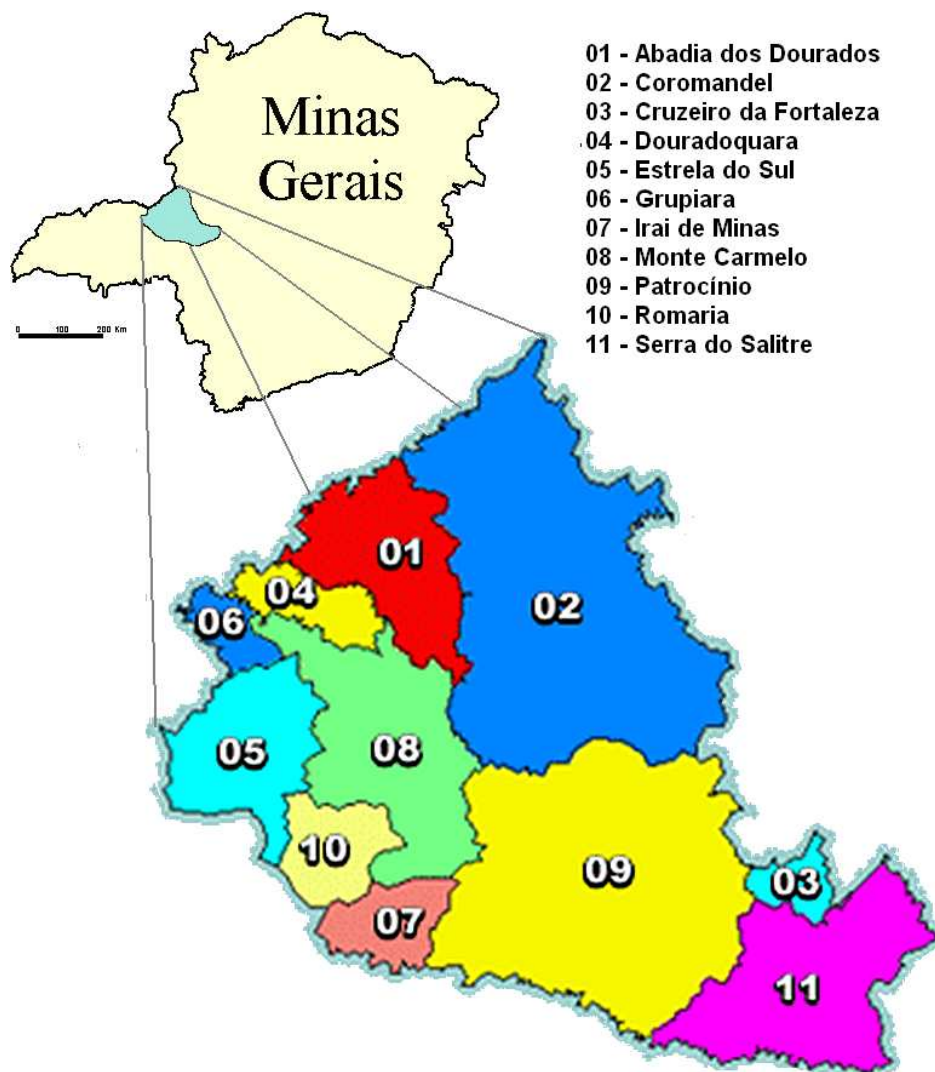 Minas
Gerais
01 - Abadia dos Dourados
02 - Coromandel
03 - Cruzeiro da Fortaleza
04 - Douradoquara
05 - Estrela do Sul
06 - Grupiara
07 - Irai de Minas
08 - Monte Carmelo
09 - Patrocínio
10 - Romaria
11 - Serra do Salitre
0 100 200 Km
01
04
06
02
05
08
10
09
03
07
11